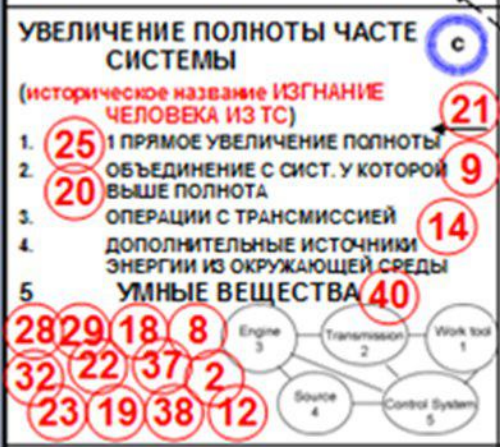 УВЕЛИЧЕНИЕ ПОЛНОТЫ ЧАСТЕ
СИСТЕМЫ
c
(историческое название ИЗГНАНИЕ
ЧЕЛОВЕКА ИЗ ТС)
21
1. 25 1 ПРЯМОЕ УВЕЛИЧЕНИЕ ПОЛНОТЫ
2. ОБЪЕДИНЕНИЕ С СИСТ. У КОТОРОЙ 9
20 ВЫШЕ ПОЛНОТА
3. ОПЕРАЦИИ С ТРАНСМИССИЕЙ 14
4. ДОПОЛНИТЕЛЬНЫЕ ИСТОЧНИКИ
ЭНЕРГИИ ИЗ ОКРУЖАЮЩЕЙ СРЕДЫ
5 УМНЫЕ ВЕЩЕСТВА 40
28 29 18 8
32 22 37 2
23 19 38 12
Engine
3
Transmission
2
Work tool
1
Source
4
Control System
5